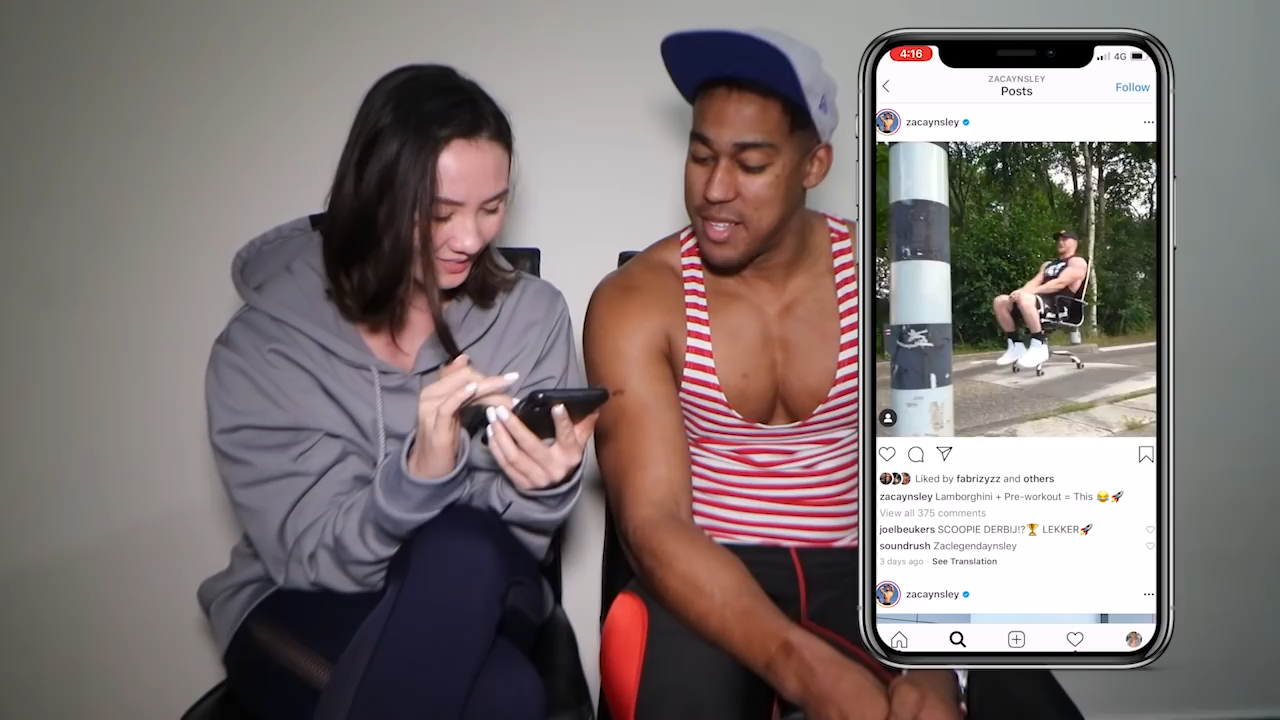 4:16
4G
ZACAYNSLEY
Posts
Follow
zacaynsley
Liked by fabrizyzz and others
zacaynsley Lamborghini + Pre-workout = This 😂🚀
View all 375 comments
joelbeukers SCOOPIE DERBIJ!?🏆 LEKKER🚀
soundrush Zaclegendaynsley
3 days ago · See Translation
zacaynsley